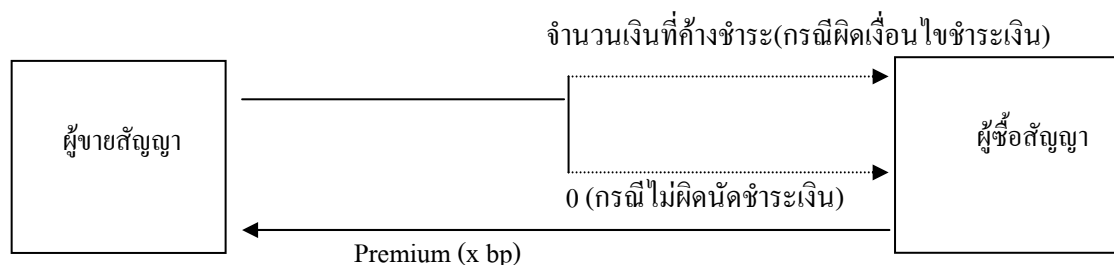 จำนวนเงินที่ค้างชำระ(กรณีผิดเงื่อนไขชำระเงิน)
ผู้ขายสัญญา
ผู้ซื้อสัญญา
0 (กรณีไม่ผิดนัดชำระเงิน)
Premium (x bp)